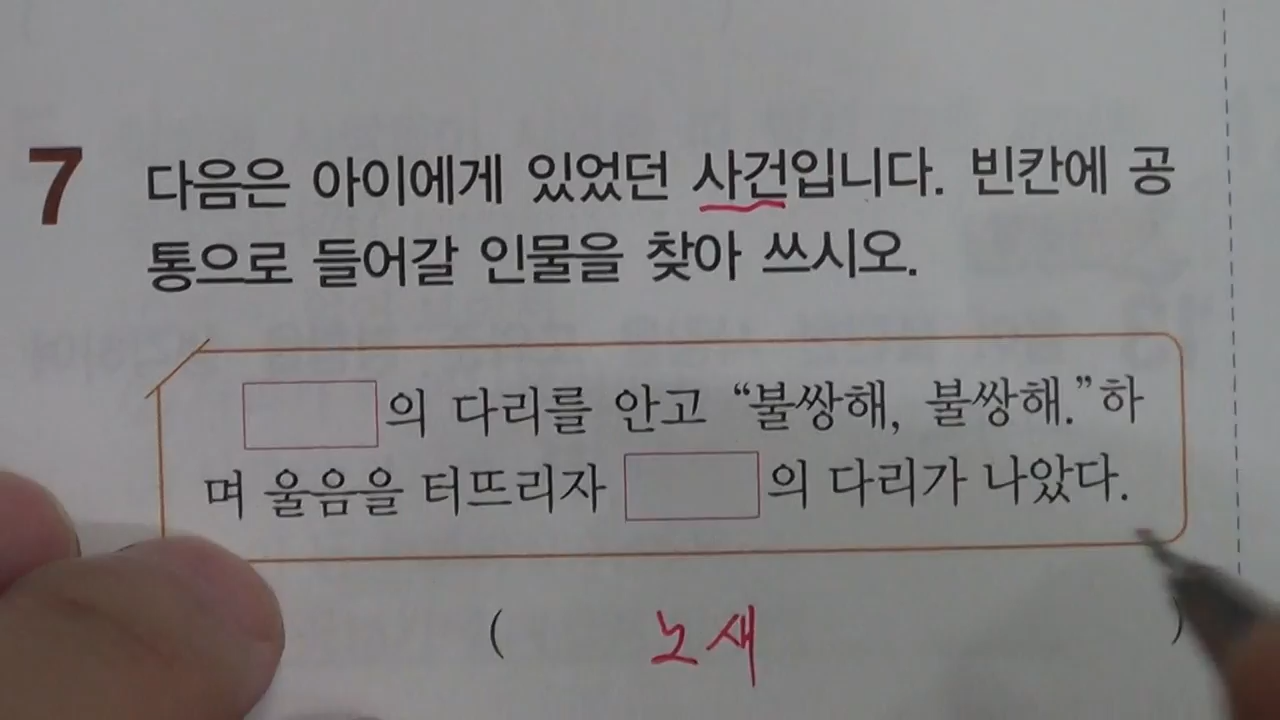 7 다음은 아이에게 있었던 사건입니다. 빈칸에 공
통으로 들어갈 인물을 찾아 쓰시오.
의 다리를 안고 “불쌍해, 불쌍해.”하
며 울음을 터뜨리자 의 다리가 나았다.
( 노새 )